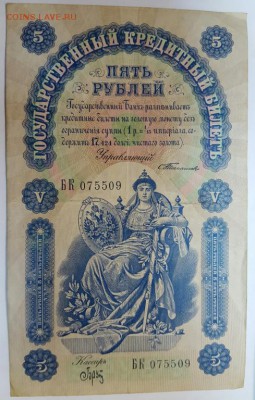 COINS.LAVE.RU
5 5
ГОСУДАРСТВЕННЫЙ КРЕДИТНЫЙ БИЛЕТЪ
ПЯТЬ
РУБЛЕЙ
Государственный Банкъ размѣниваетъ
кредитные билеты на золотую монету безъ
ограниченія суммы (1 р. = 1/15 имперіала, со-
держитъ 17,424 долей чистаго золота)
Управляющій
БК 075509
V V
Кассиръ
БК 075509
5 5